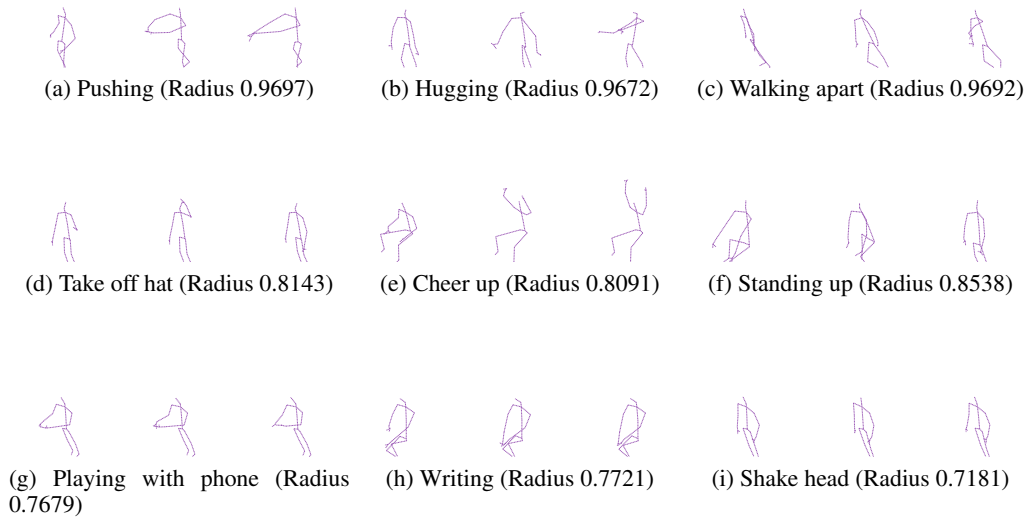 (a) Pushing (Radius 0.9697)
(b) Hugging (Radius 0.9672)
(c) Walking apart (Radius 0.9692)
(d) Take off hat (Radius 0.8143)
(e) Cheer up (Radius 0.8091)
(f) Standing up (Radius 0.8538)
(g) Playing with phone (Radius
0.7679)
(h) Writing (Radius 0.7721)
(i) Shake head (Radius 0.7181)